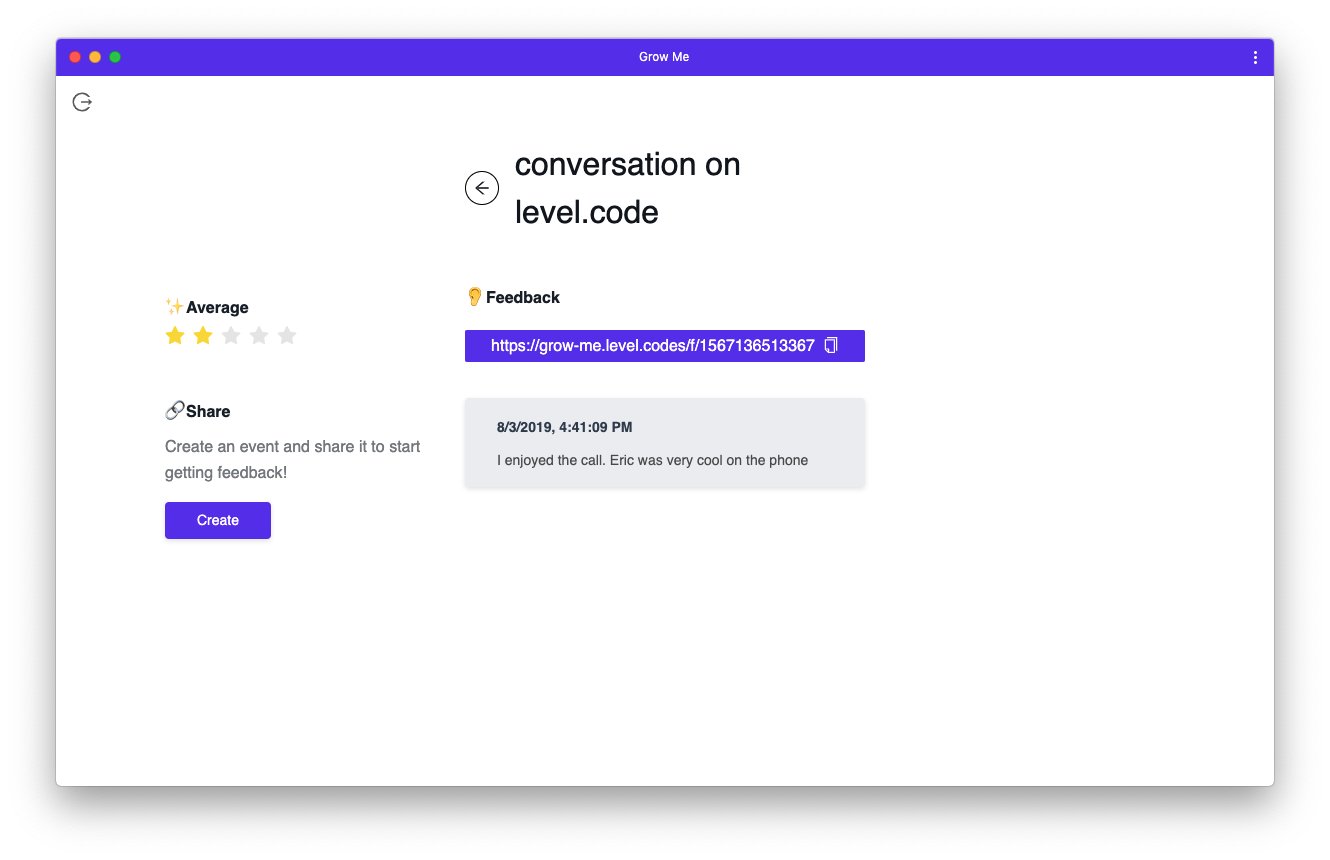 Grow Me
conversation on
level.code
✨Average
🔗Share
Create an event and share it to start
getting feedback!
Create
👂Feedback
https://grow-me.level.codes/f/1567136513367
8/3/2019, 4:41:09 PM
I enjoyed the call. Eric was very cool on the phone